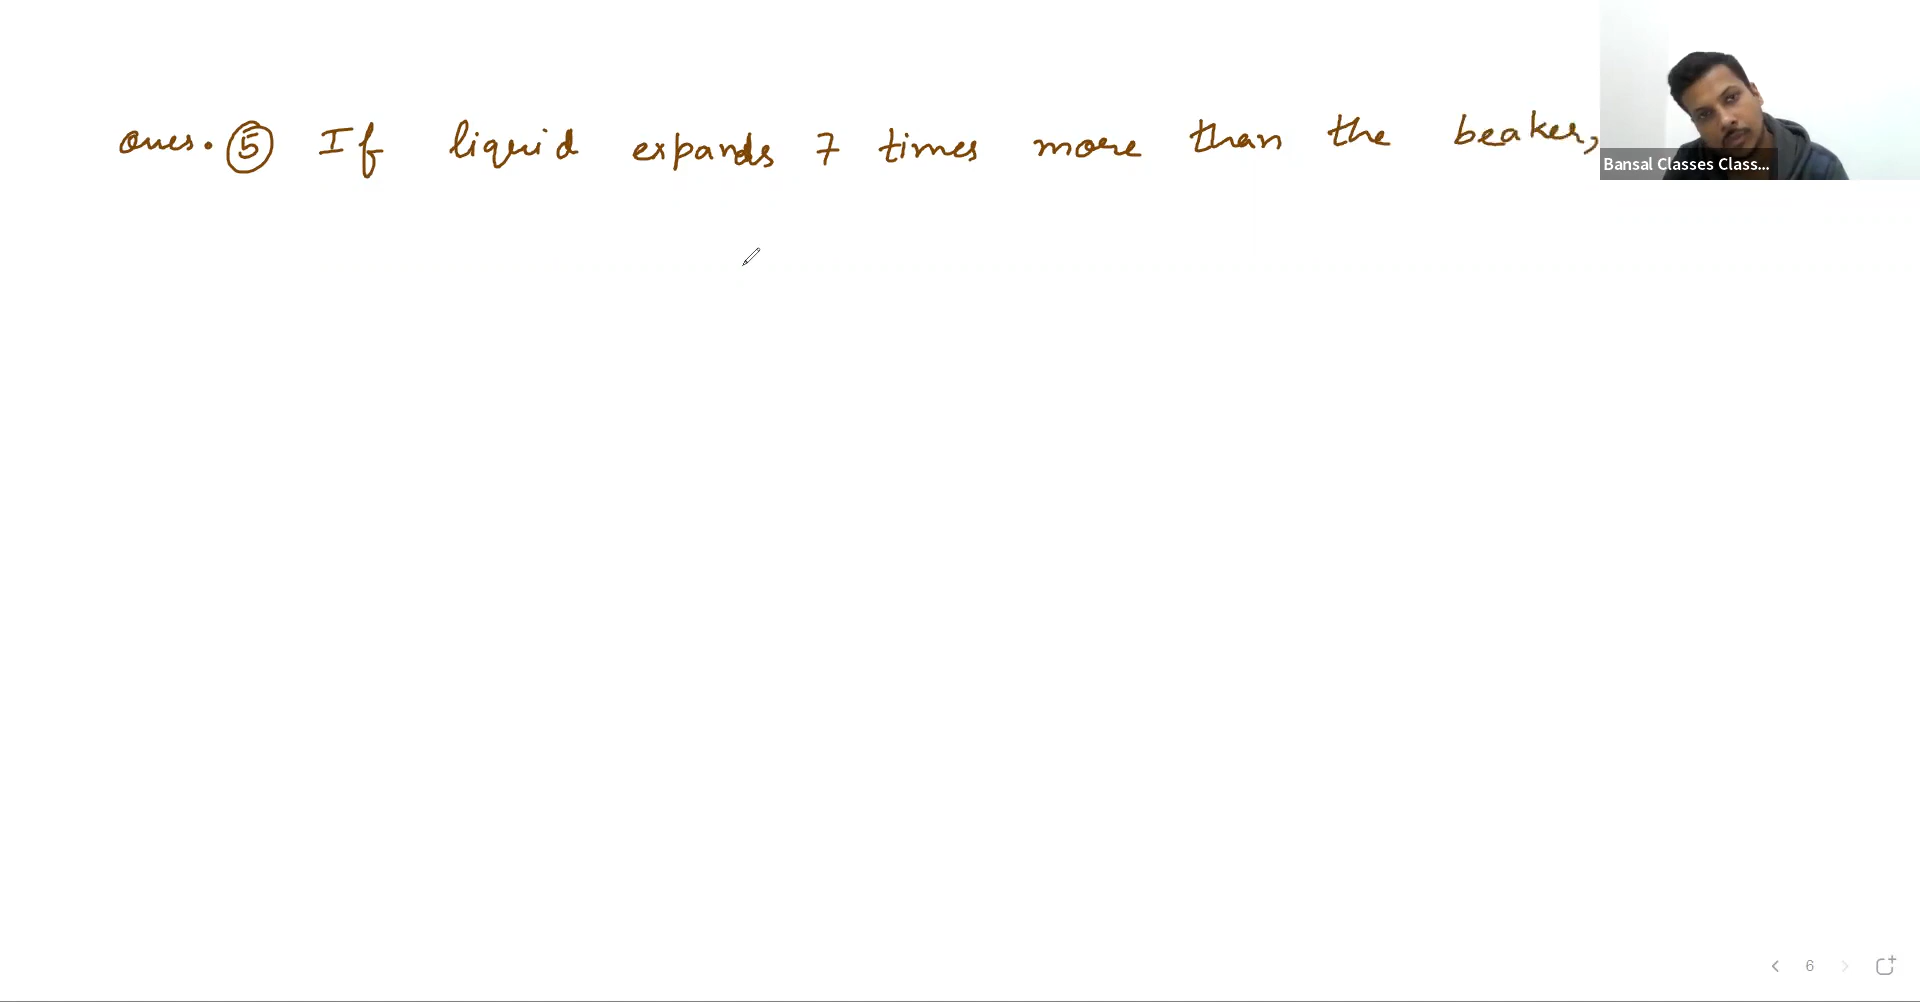 Ques. 5 If liquid expands 7 times more than the beaker,
Bansal Classes Class...
6